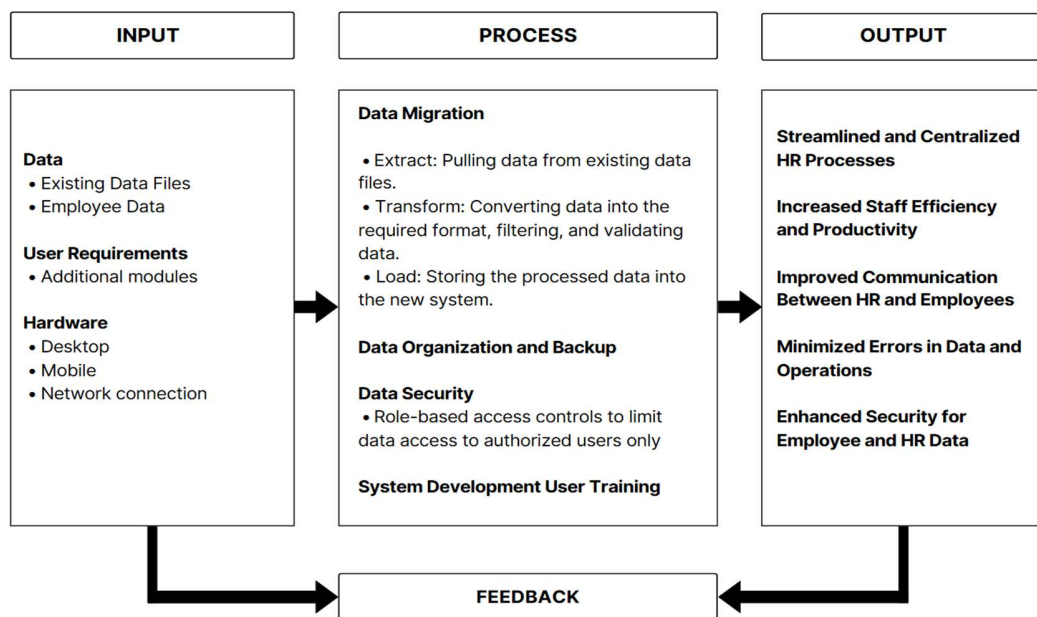 INPUT
PROCESS
OUTPUT
Data
• Existing Data Files
• Employee Data
User Requirements
• Additional modules
Hardware
• Desktop
• Mobile
• Network connection
Data Migration
• Extract: Pulling data from existing data
files.
• Transform: Converting data into the
required format, filtering, and validating
data.
• Load: Storing the processed data into
the new system.
Data Organization and Backup
Data Security
• Role-based access controls to limit
data access to authorized users only
System Development User Training
Streamlined and Centralized
HR Processes
Increased Staff Efficiency
and Productivity
Improved Communication
Between HR and Employees
Minimized Errors in Data and
Operations
Enhanced Security for
Employee and HR Data
FEEDBACK